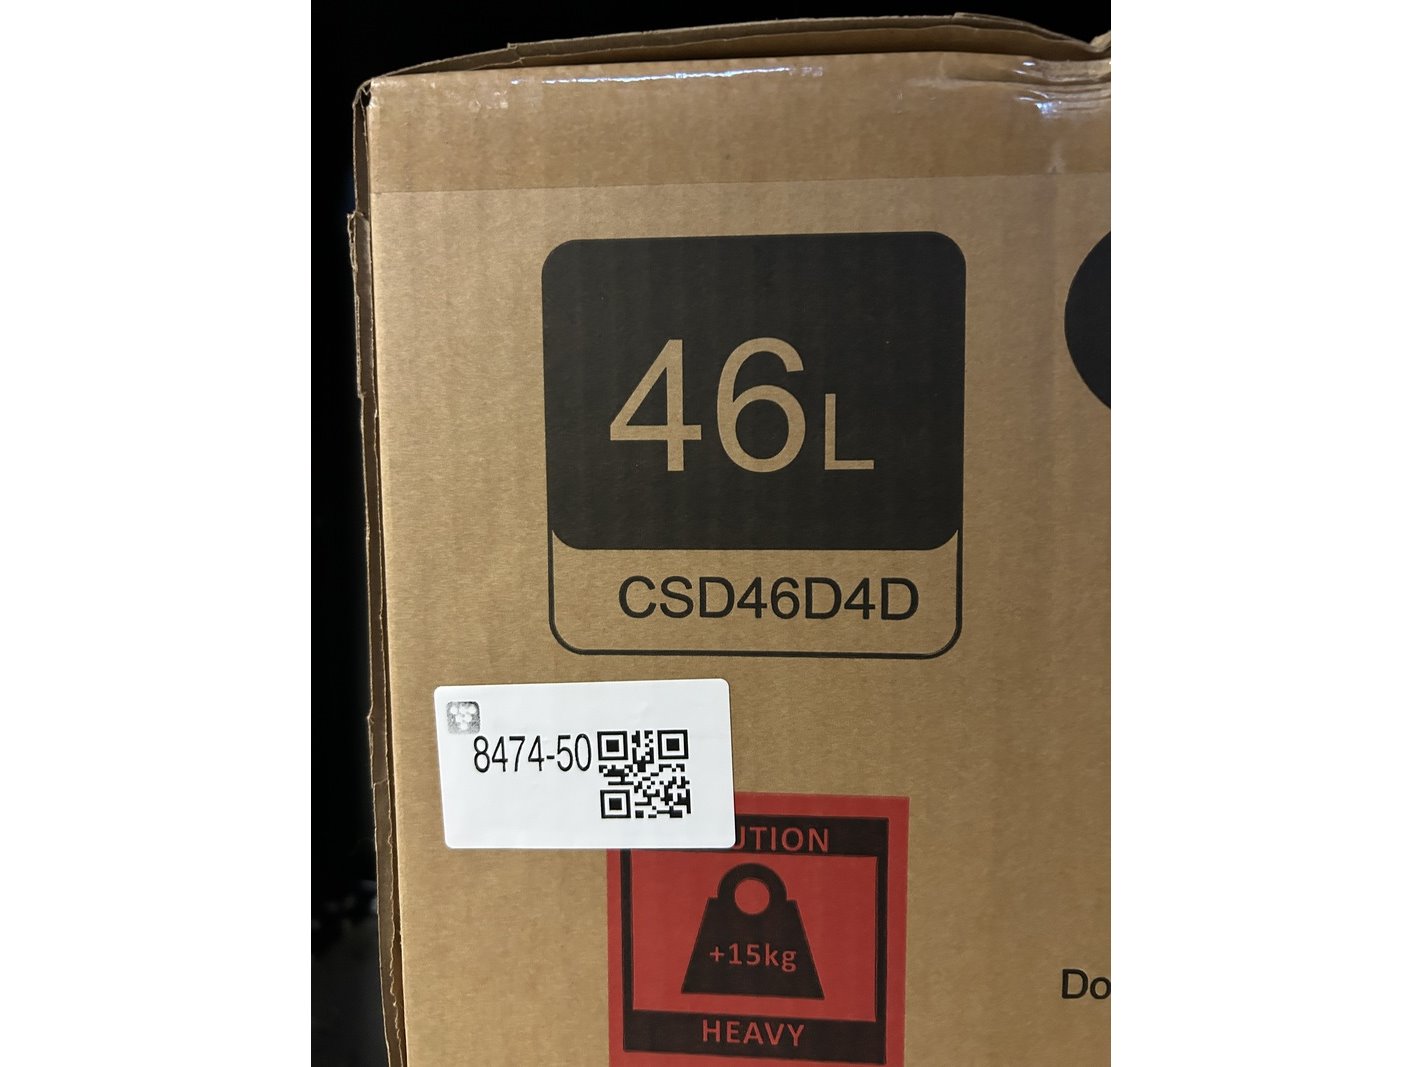 46L
CSD46D4D
8474-50
UTION
+15kg
HEAVY
Do